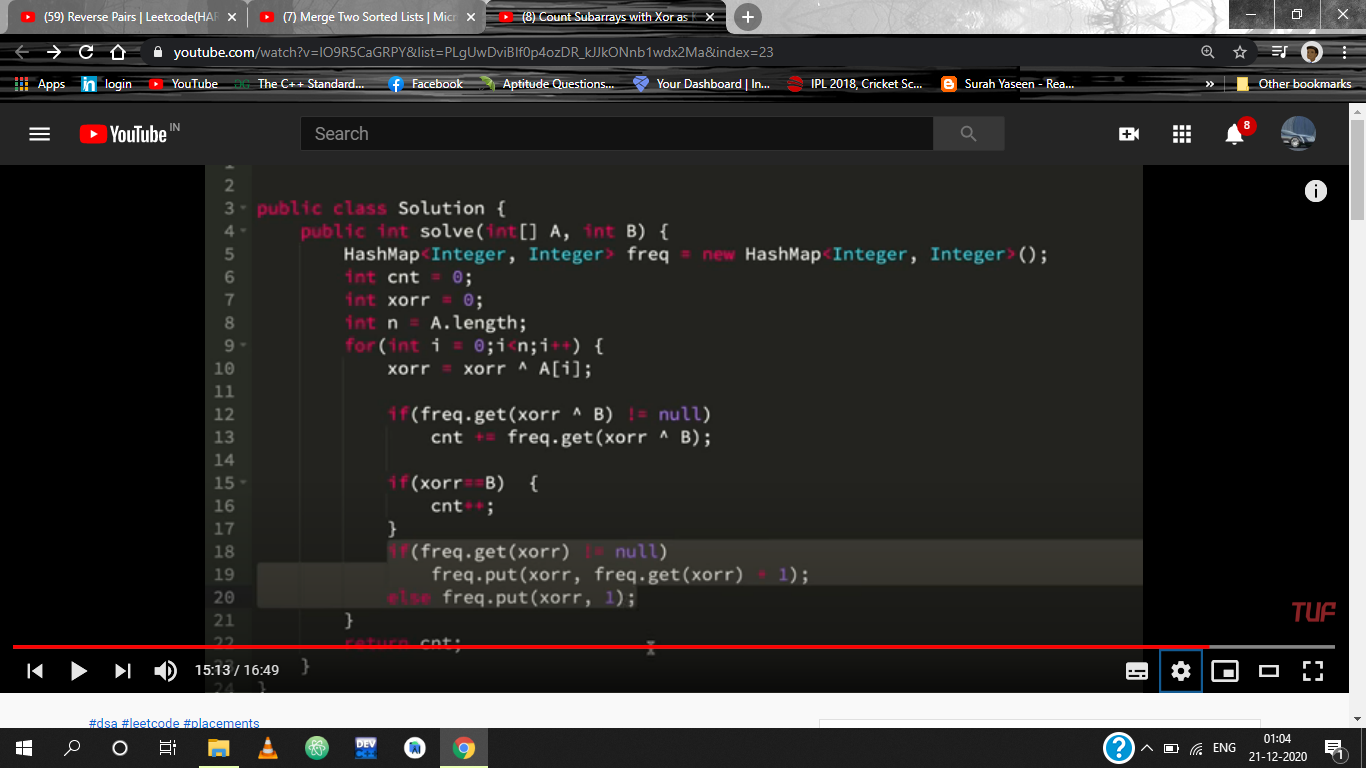 (59) Reverse Pairs | Leetcode(HAR
(7) Merge Two Sorted Lists | Micr
(8) Count Subarrays with Xor as
youtube.com/watch?v=IO9R5CaGRPY&list=PLgUwDviBIf0p4ozDR_kJJkONnb1wdx2Ma&index=23
Apps
login
YouTube
The C++ Standard...
Facebook
Aptitude Questions...
Your Dashboard | In...
IPL 2018, Cricket Sc...
Surah Yaseen - Rea...
»
Other bookmarks
YouTube IN
Search
8
2
3 public class Solution {
4 public int solve(int[] A, int B) {
5 HashMap<Integer, Integer> freq = new HashMap<Integer, Integer>();
6 int cnt = 0;
7 int xorr = 0;
8 int n = A.length;
9 for(int i = 0;i<n;i++) {
10 xorr = xorr ^ A[i];
11
12 if(freq.get(xorr ^ B) != null)
13 cnt += freq.get(xorr ^ B);
14
15 if(xorr==B) {
16 cnt++;
17 }
18 if(freq.get(xorr) != null)
19 freq.put(xorr, freq.get(xorr) + 1);
20 else freq.put(xorr, 1);
21 }
22 return cnt;
23 }
24 }
TUF
15:13 / 16:49
#dsa #leetcode #placements
DEV
ENG
01:04
21-12-2020
1